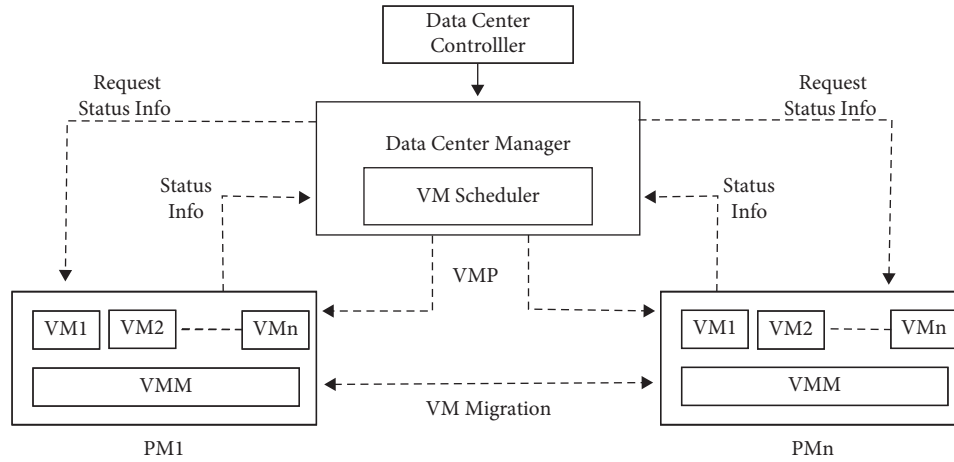 Data Center
Controlller
Request
Status Info
Request
Status Info
Data Center Manager
VM Scheduler
Status
Info
Status
Info
VMP
VM1 VM2 VMn
VM1 VM2 VMn
VMM
VMM
VM Migration
PM1
PMn